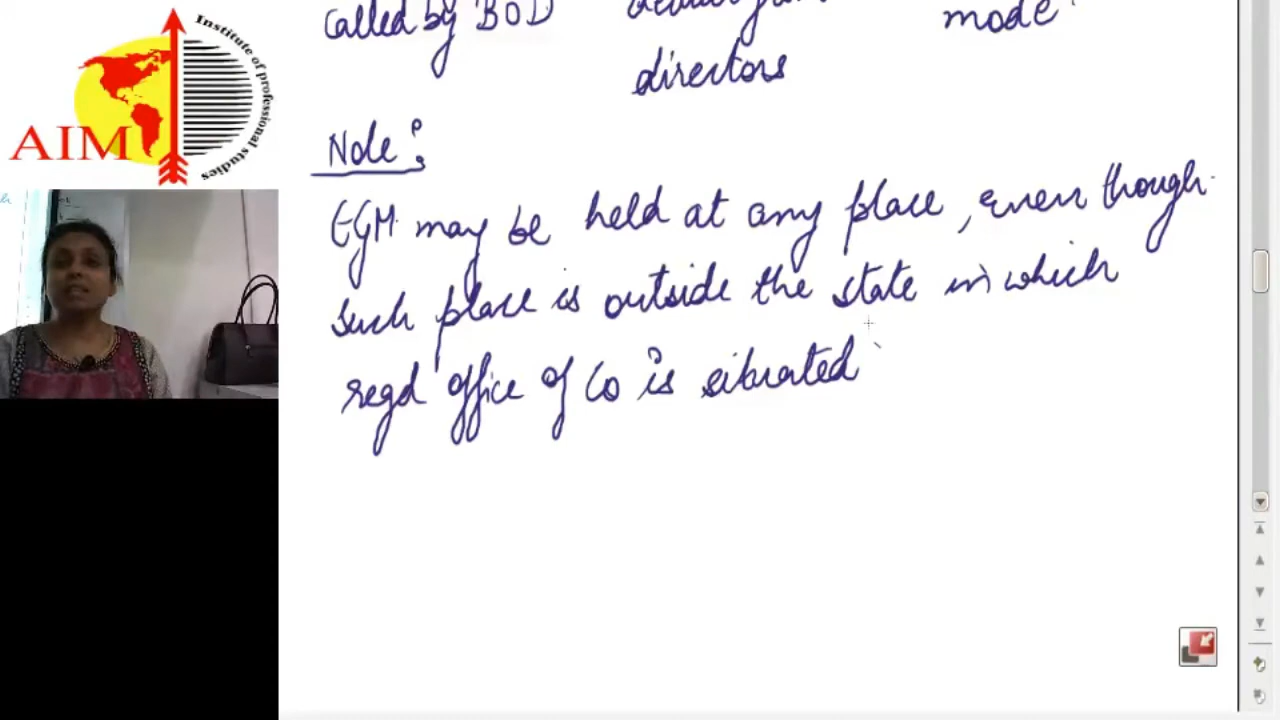 AIM
Institute of professional studies
called by BOD
mode
directors
Note:
EGM may be held at any place, even though
such place is outside the state in which
regd office of Co is situated